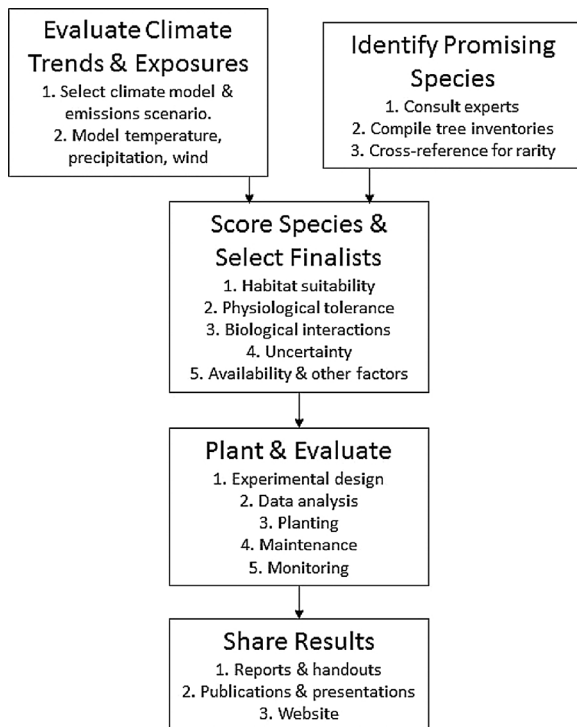 Evaluate Climate
Trends & Exposures
1. Select climate model &
emissions scenario.
2. Model temperature,
precipitation, wind
Identify Promising
Species
1. Consult experts
2. Compile tree inventories
3. Cross-reference for rarity
Score Species &
Select Finalists
1. Habitat suitability
2. Physiological tolerance
3. Biological interactions
4. Uncertainty
5. Availability & other factors
Plant & Evaluate
1. Experimental design
2. Data analysis
3. Planting
4. Maintenance
5. Monitoring
Share Results
1. Reports & handouts
2. Publications & presentations
3. Website